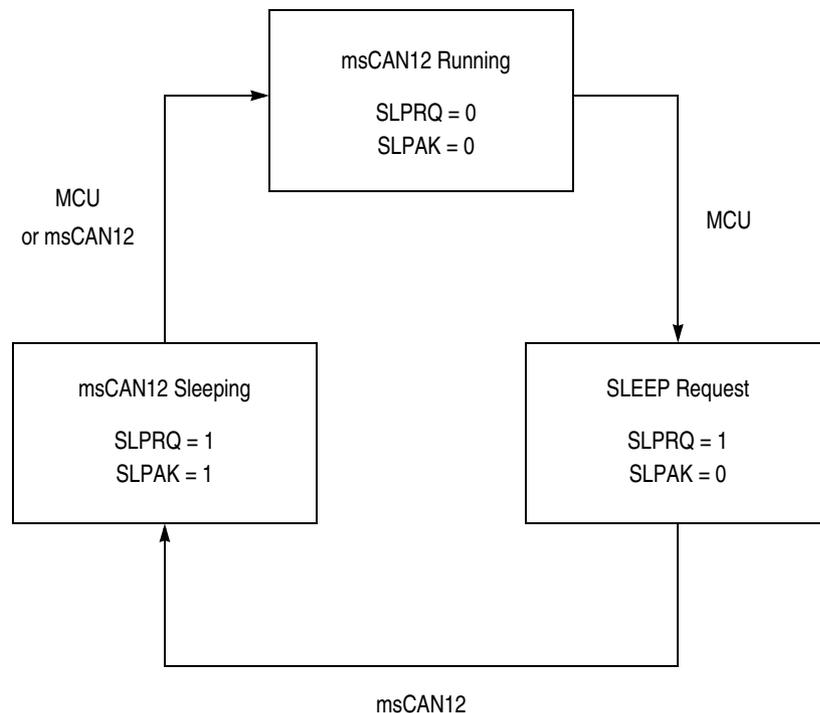 msCAN12 Running
SLPRQ = 0
SLPAK = 0
MCU
or msCAN12
MCU
msCAN12 Sleeping
SLPRQ = 1
SLPAK = 1
SLEEP Request
SLPRQ = 1
SLPAK = 0
msCAN12